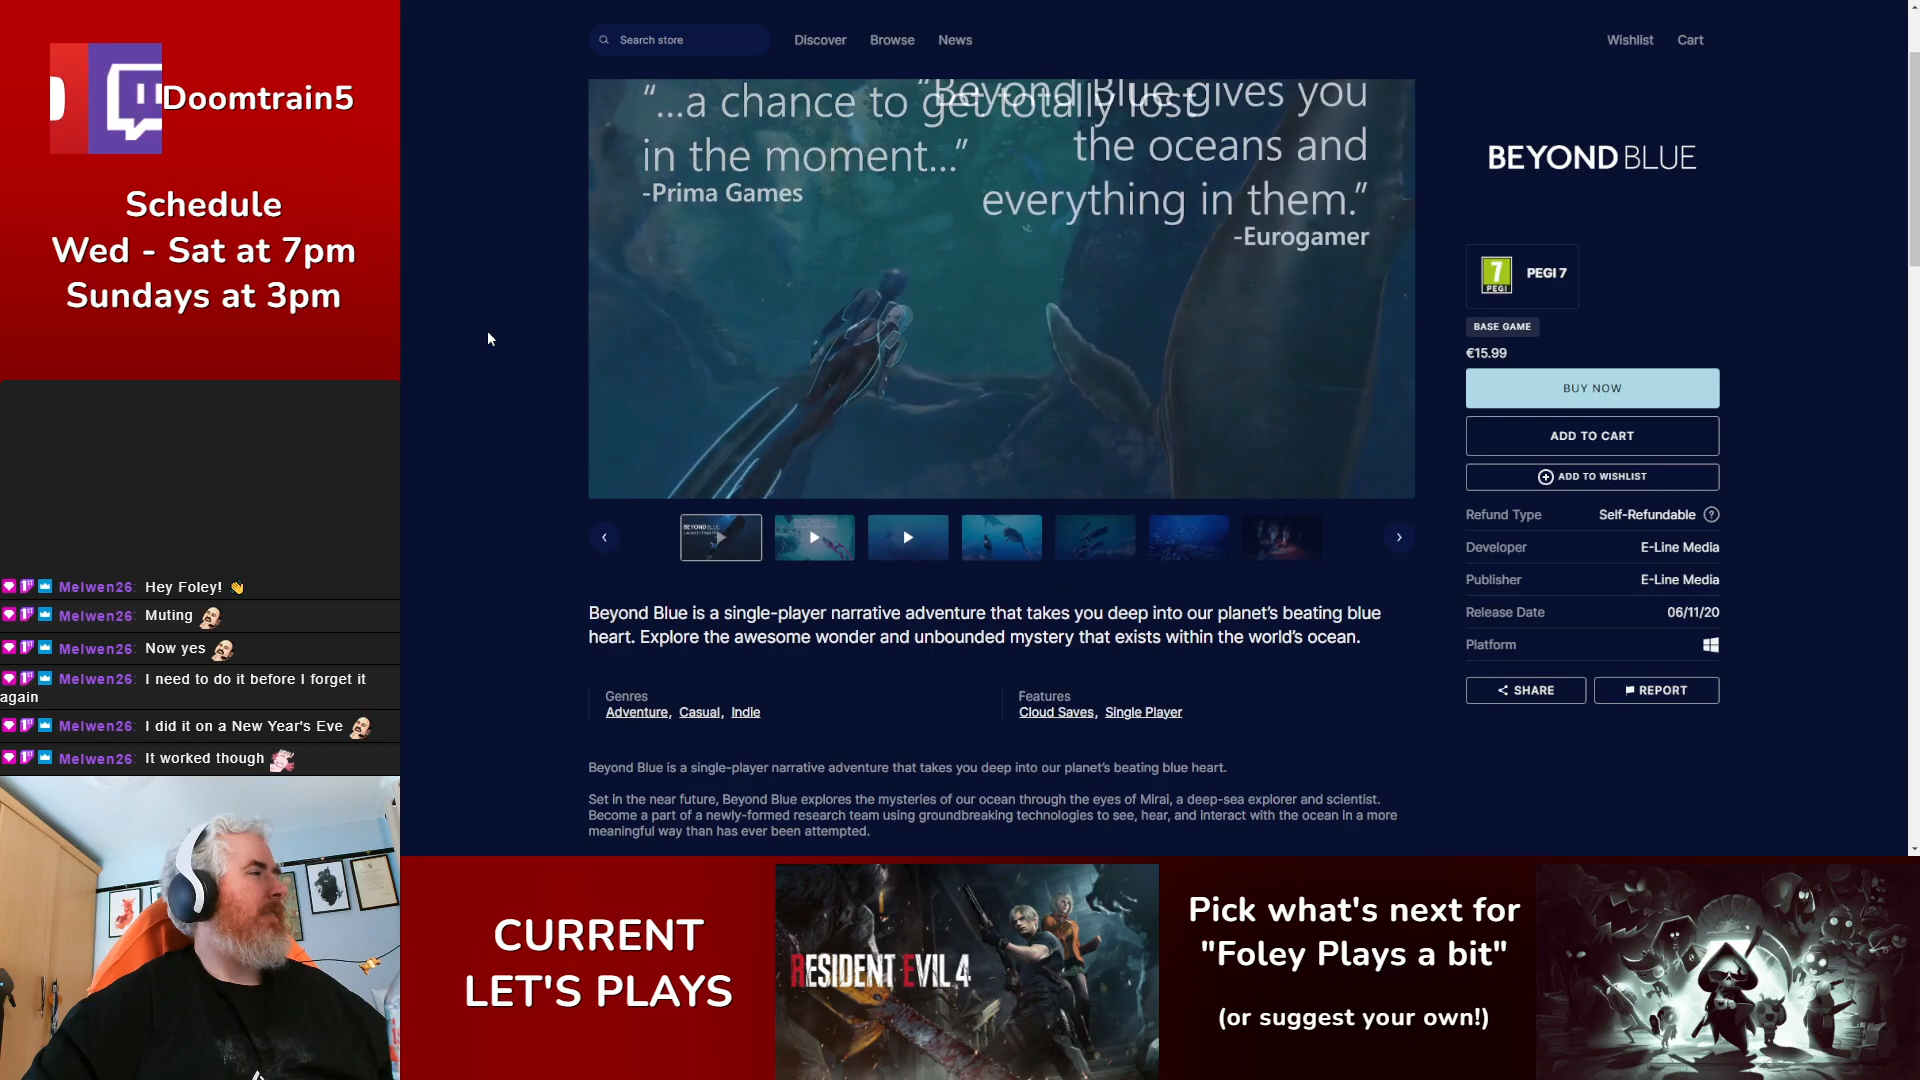 Doomtrain5
Schedule
Wed - Sat at 7pm
Sundays at 3pm
Melwen26: Hey Foley!
Melwen26: Muting
Melwen26: Now yes
Melwen26: I need to do it before I forget it
again
Melwen26: I did it on a New Year's Eve
Melwen26: It worked though
Search store
Discover
Browse
News
Wishlist
Cart
“...a chance to get totally lost
in the moment...”
-Prima Games
“Beyond Blue gives you
the oceans and
everything in them.”
-Eurogamer
BEYOND BLUE
Beyond Blue is a single-player narrative adventure that takes you deep into our planet’s beating blue
heart. Explore the awesome wonder and unbounded mystery that exists within the world’s ocean.
Genres
Adventure, Casual, Indie
Features
Cloud Saves, Single Player
Beyond Blue is a single-player narrative adventure that takes you deep into our planet’s beating blue heart.
Set in the near future, Beyond Blue explores the mysteries of our ocean through the eyes of Mirai, a deep-sea explorer and scientist.
Become a part of a newly-formed research team using groundbreaking technologies to see, hear, and interact with the ocean in a more
meaningful way than has ever been attempted.
BEYOND BLUE
7
PEGI
PEGI 7
BASE GAME
€15.99
BUY NOW
ADD TO CART
ADD TO WISHLIST
Refund Type Self-Refundable ?
Developer E-Line Media
Publisher E-Line Media
Release Date 06/11/20
Platform
SHARE
REPORT
CURRENT
LET'S PLAYS
RESIDENT EVIL 4
Pick what's next for
"Foley Plays a bit"
(or suggest your own!)